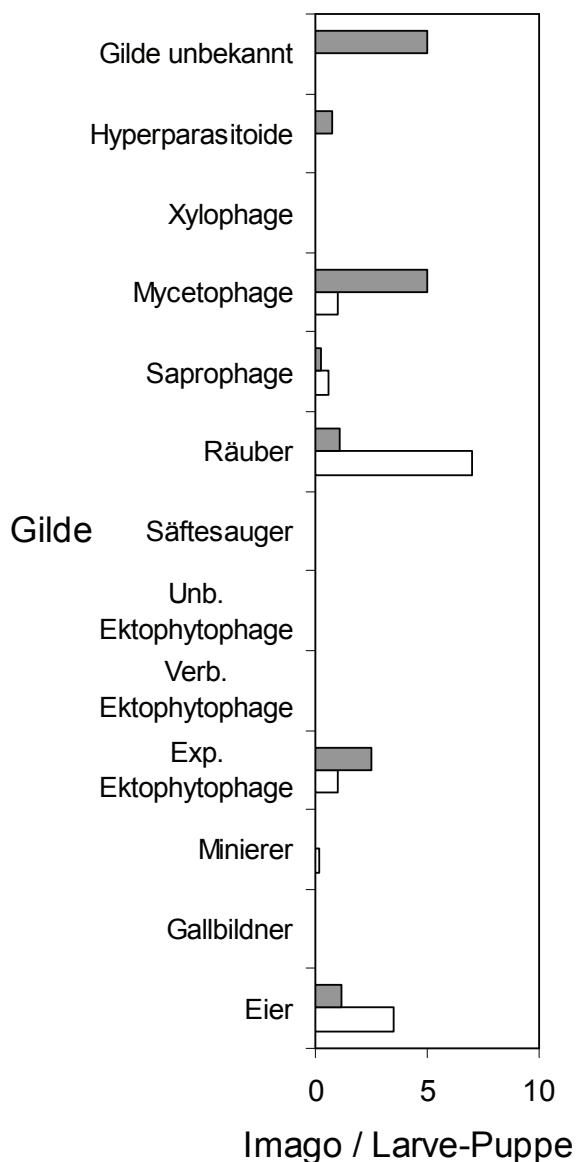 Gilde unbekannt
Hyperparasitoide
Xylophage
Mycetophage
Saprophage
Räuber
Gilde
Säftesauger
Unb.
Ektophytophage
Verb.
Ektophytophage
Exp.
Ektophytophage
Minierer
Gallbildner
Eier
0 5 10
Imago / Larve-Puppe